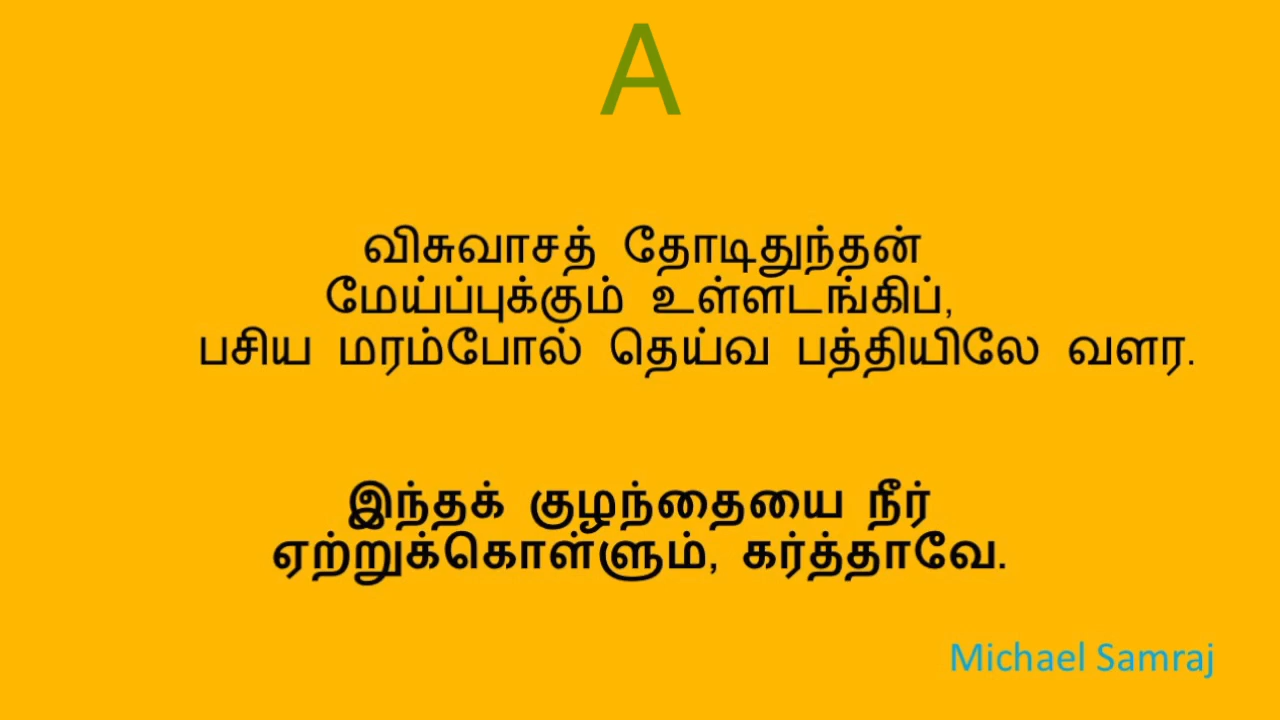 A
விசுவாசத் தோடிதுந்தன்
மேய்ப்புக்கும் உள்ளடங்கிப்,
பசிய மரம்போல் தெய்வ பத்தியிலே வளர.
இந்தக் குழந்தையை நீர்
ஏற்றுக்கொள்ளும், கர்த்தாவே.
Michael Samraj